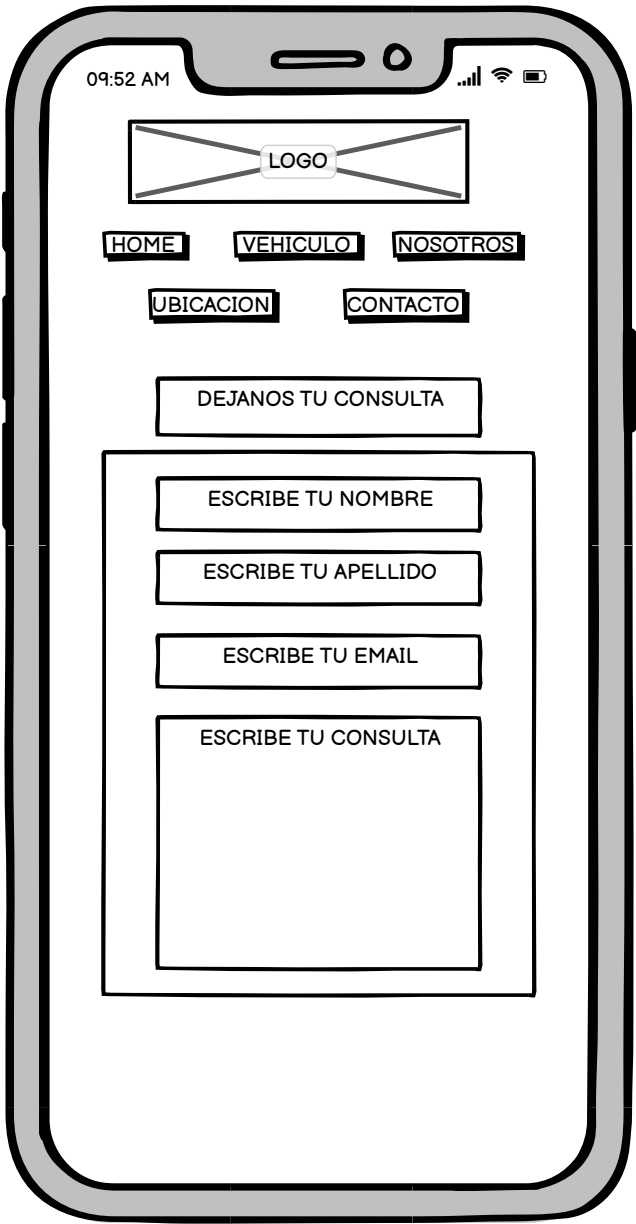 09:52 AM
LOGO
HOME VEHICULO NOSOTROS
UBICACION CONTACTO
DEJANOS TU CONSULTA
ESCRIBE TU NOMBRE
ESCRIBE TU APELLIDO
ESCRIBE TU EMAIL
ESCRIBE TU CONSULTA